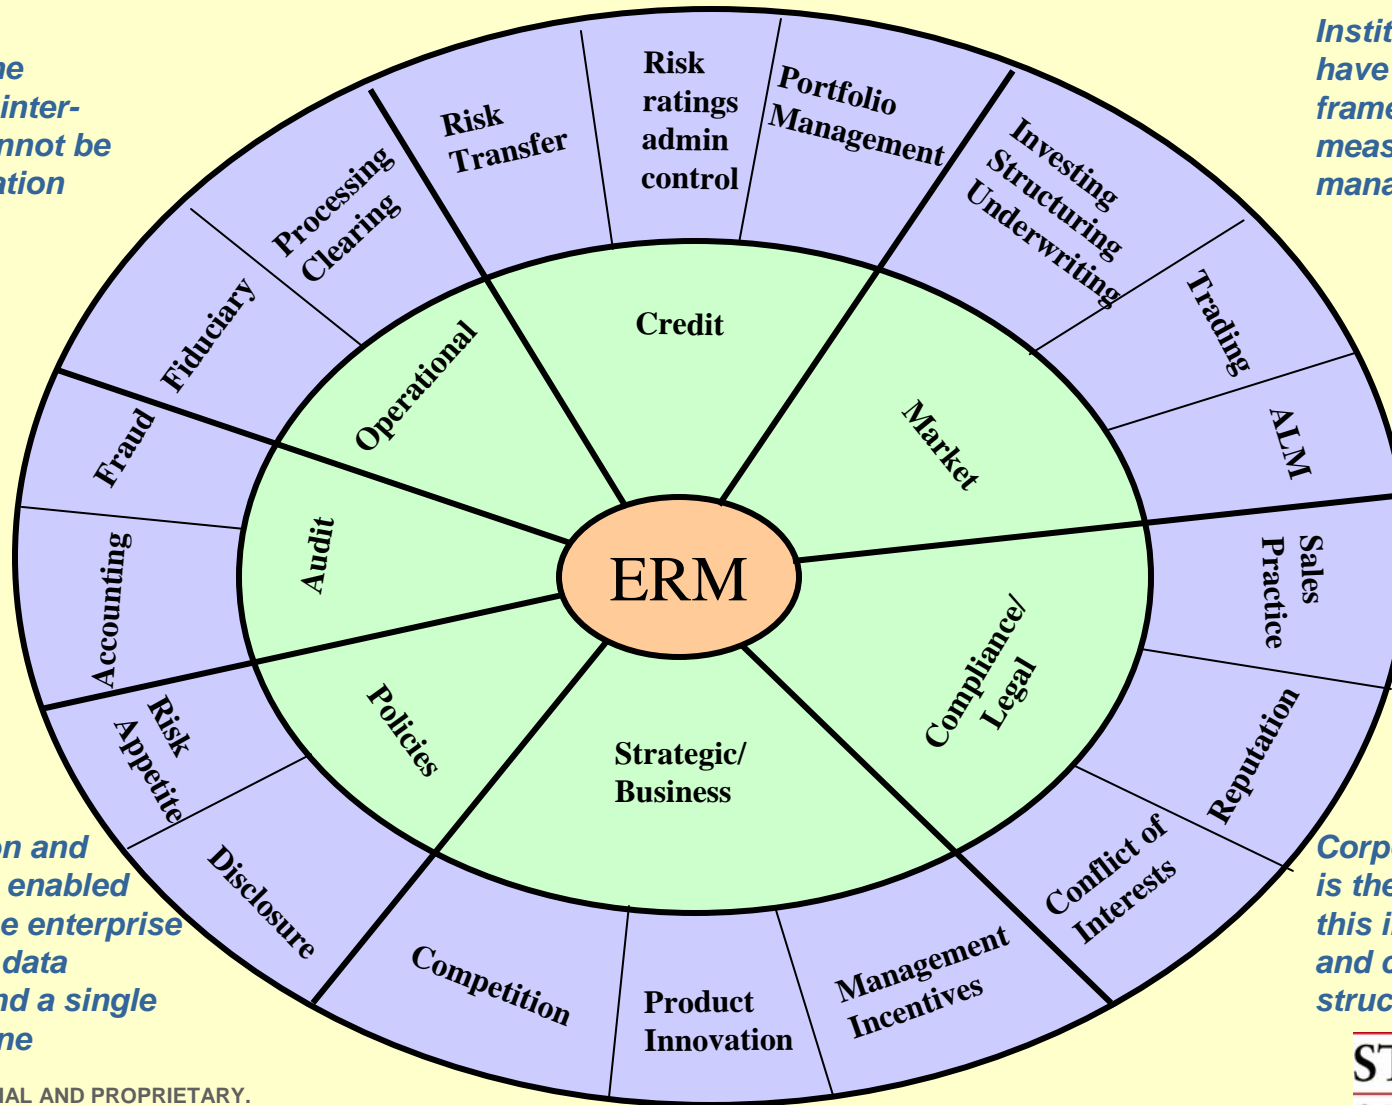 inter-
nnot be
ation
Instit
have
frame
meas
mana
Risk
Transfer
Risk
ratings
admin
control
Portfolio
Management
Investing
Structuring
Underwriting
Trading
ALM
Sales
Practice
Reputation
Conflict of
Interests
Management
Incentives
Product
Innovation
Competition
Disclosure
Risk
Appetite
Accounting
Fraud
Fiduciary
Processing
Clearing
Credit
Market
Compliance/
Legal
Strategic/
Business
Policies
Audit
Operational
ERM
on and
enabled
e enterprise
data
nd a single
ne
Corpo
is the
this i
and c
struc
IAL AND PROPRIETARY.
ST